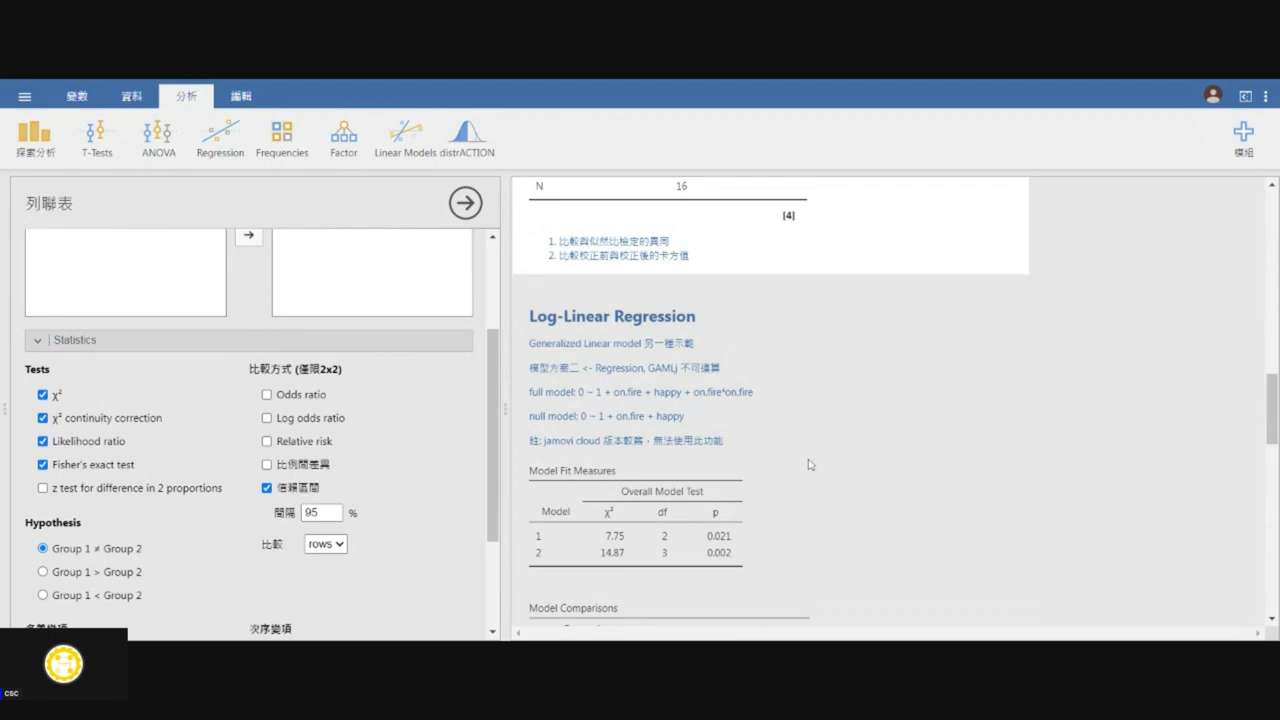 變數 資料 分析 編輯
探索分析 T-Tests ANOVA Regression Frequencies Factor Linear Models distrACTION 模組
列聯表
Statistics
Tests
χ²
χ² continuity correction
Likelihood ratio
Fisher's exact test
z test for difference in 2 proportions
Hypothesis
Group 1 ≠ Group 2
Group 1 > Group 2
Group 1 < Group 2
比較方式 (僅限2x2)
Odds ratio
Log odds ratio
Relative risk
比例間差異
信賴區間
間隔 95 %
比較 rows
名義變項 次序變項
N 16
[4]
1. 比較與似然比檢定的異同
2. 比較校正前與校正後的卡方值
Log-Linear Regression
Generalized Linear model 另一種示範
模型方案二 <- Regression, GAMLj 不可運算
full model: 0 ~ 1 + on.fire + happy + on.fire*on.fire
null model: 0 ~ 1 + on.fire + happy
註: jamovi cloud 版本較舊，無法使用此功能
Model Fit Measures
Overall Model Test
Model χ² df p
1 7.75 2 0.021
2 14.87 3 0.002
Model Comparisons
csc